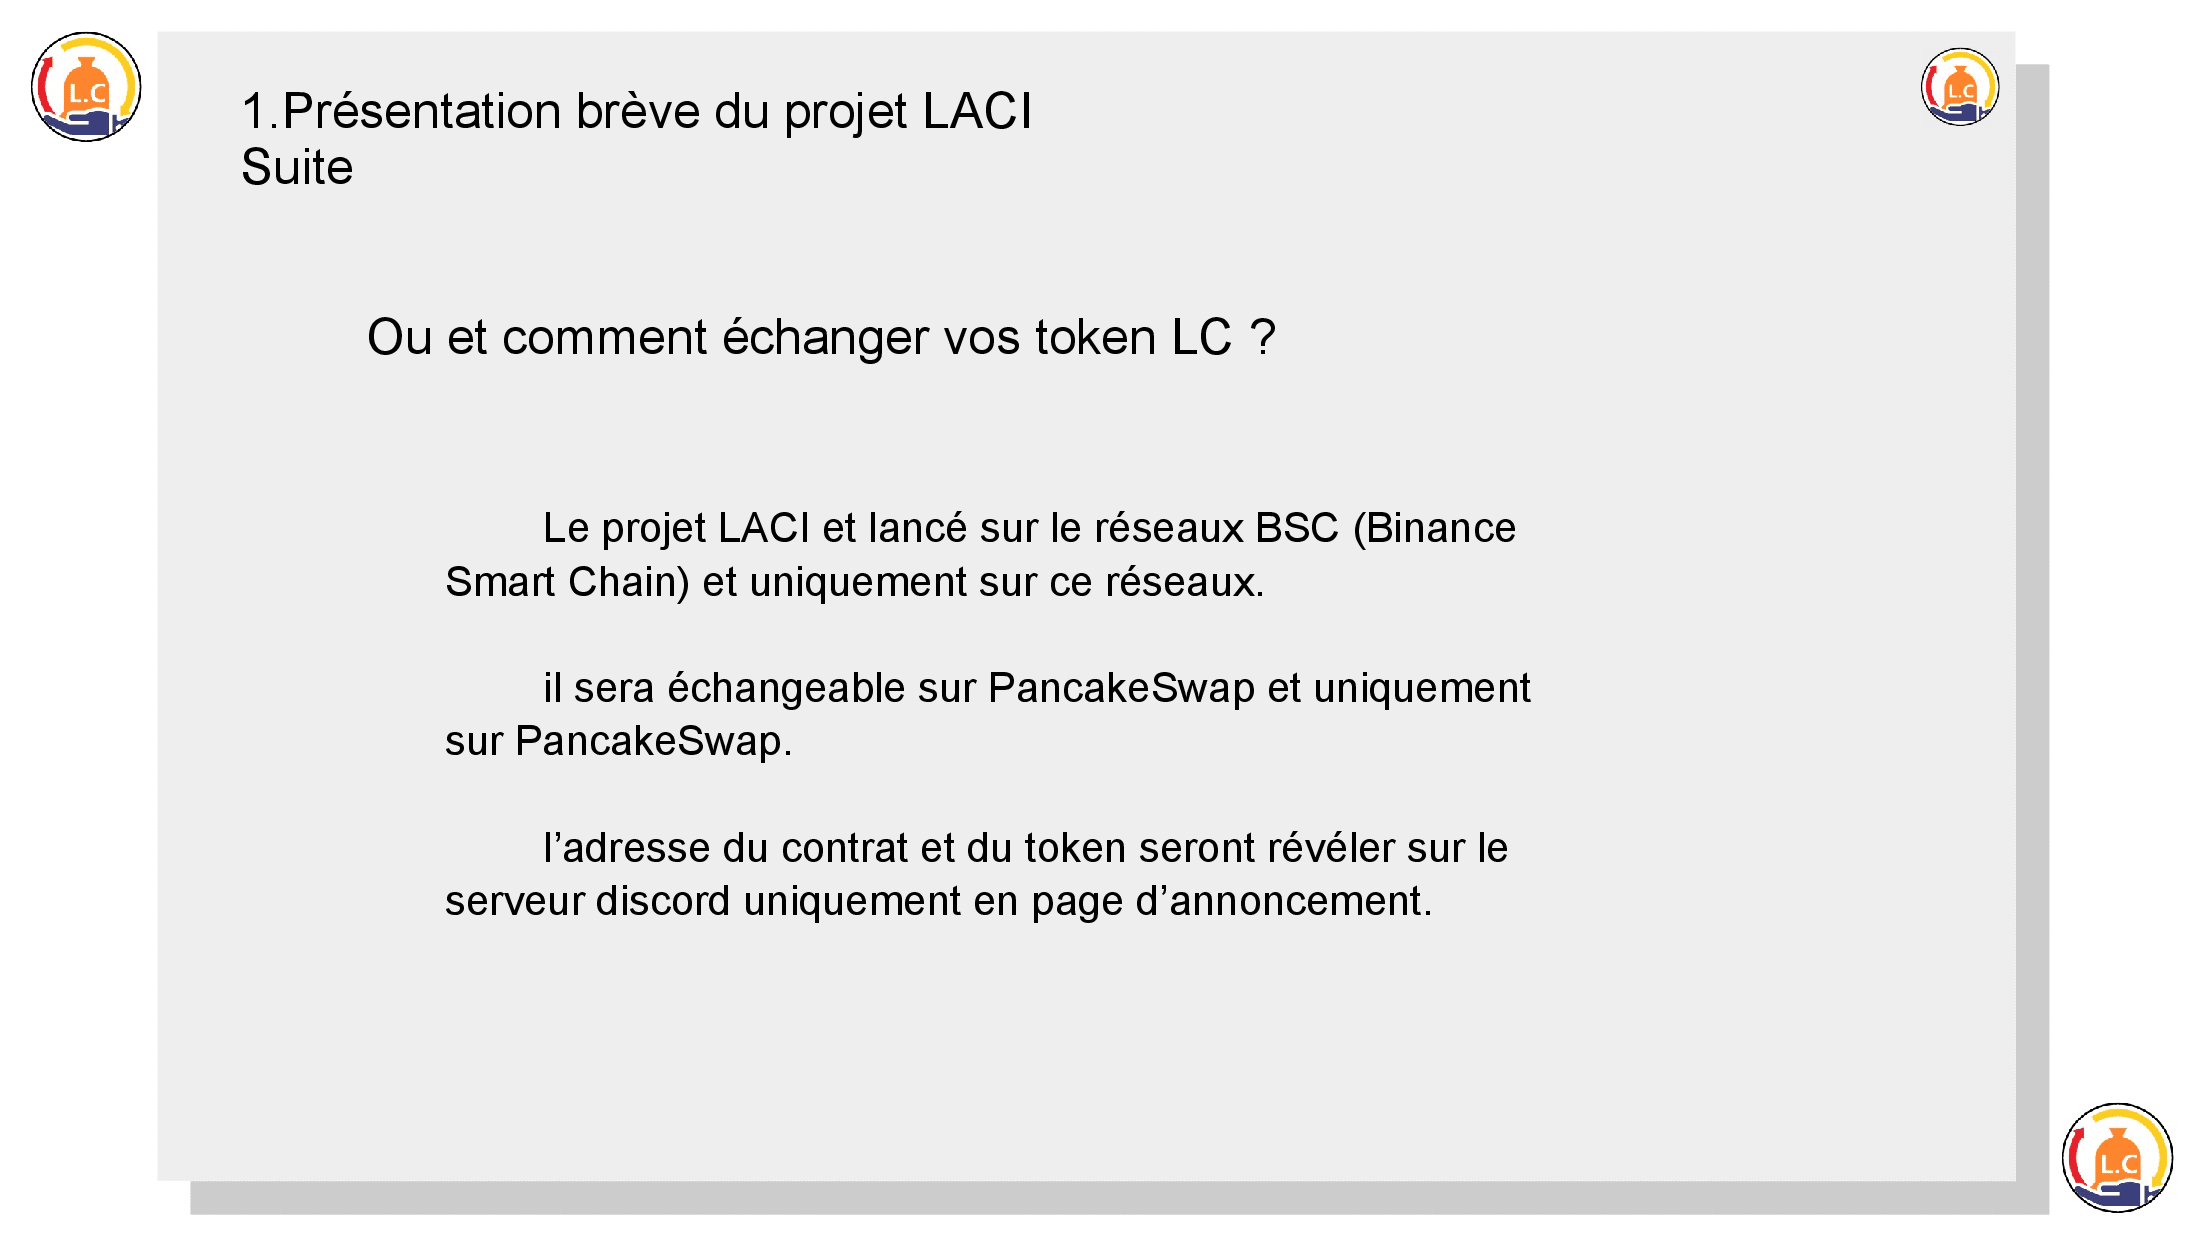 L.C
L.C
1.Présentation brève du projet LACI
Suite
Ou et comment échanger vos token LC ?
Le projet LACI et lancé sur le réseaux BSC (Binance
Smart Chain) et uniquement sur ce réseaux.
il sera échangeable sur PancakeSwap et uniquement
sur PancakeSwap.
l’adresse du contrat et du token seront révéler sur le
serveur discord uniquement en page d’annoncement.
L.C